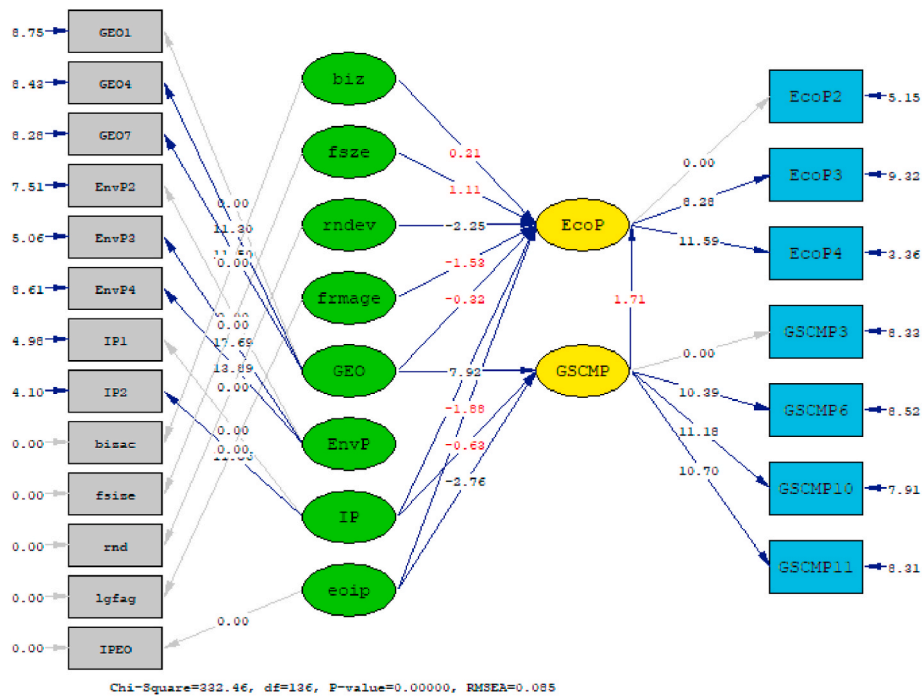 8.75 GEO1
8.43 GEO4
8.28 GEO7
7.51 EnvP2
5.06 EnvP3
8.61 EnvP4
4.98 IP1
4.10 IP2
0.00 bizac
0.00 fsize
0.00 rnd
0.00 lgfag
0.00 IPEO
0.00
11.30
0.00
0.00
17.69
13.89
0.00
0.00
0.00
0.00
biz
fsze
rndev
frmage
GEO
EnvP
IP
eoip
0.21
1.11
-2.25
-1.53
-0.32
7.92
-1.88
-0.63
-2.76
EcoP
1.71
GSCMP
0.00
8.28
11.59
0.00
10.39
11.18
10.70
EcoP2 5.15
EcoP3 9.32
EcoP4 3.36
GSCMP3 8.33
GSCMP6 8.52
GSCMP10 7.91
GSCMP11 8.31
Chi-Square=332.46, df=136, P-value=0.00000, RMSEA=0.085